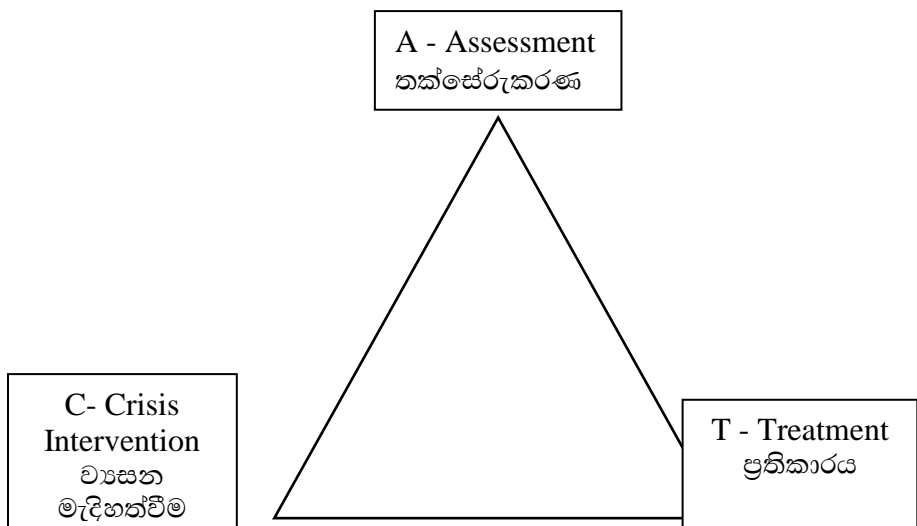 A - Assessment
තක්සේරුකරණ
C- Crisis
Intervention
ව්‍යසන
මැදිහත්වීම
T - Treatment
ප්‍රතිකාරය